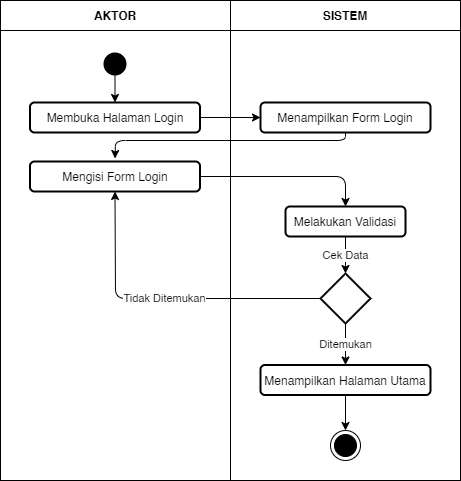 AKTOR
SISTEM
Membuka Halaman Login
Menampilkan Form Login
Mengisi Form Login
Melakukan Validasi
Cek Data
Tidak Ditemukan
Ditemukan
Menampilkan Halaman Utama